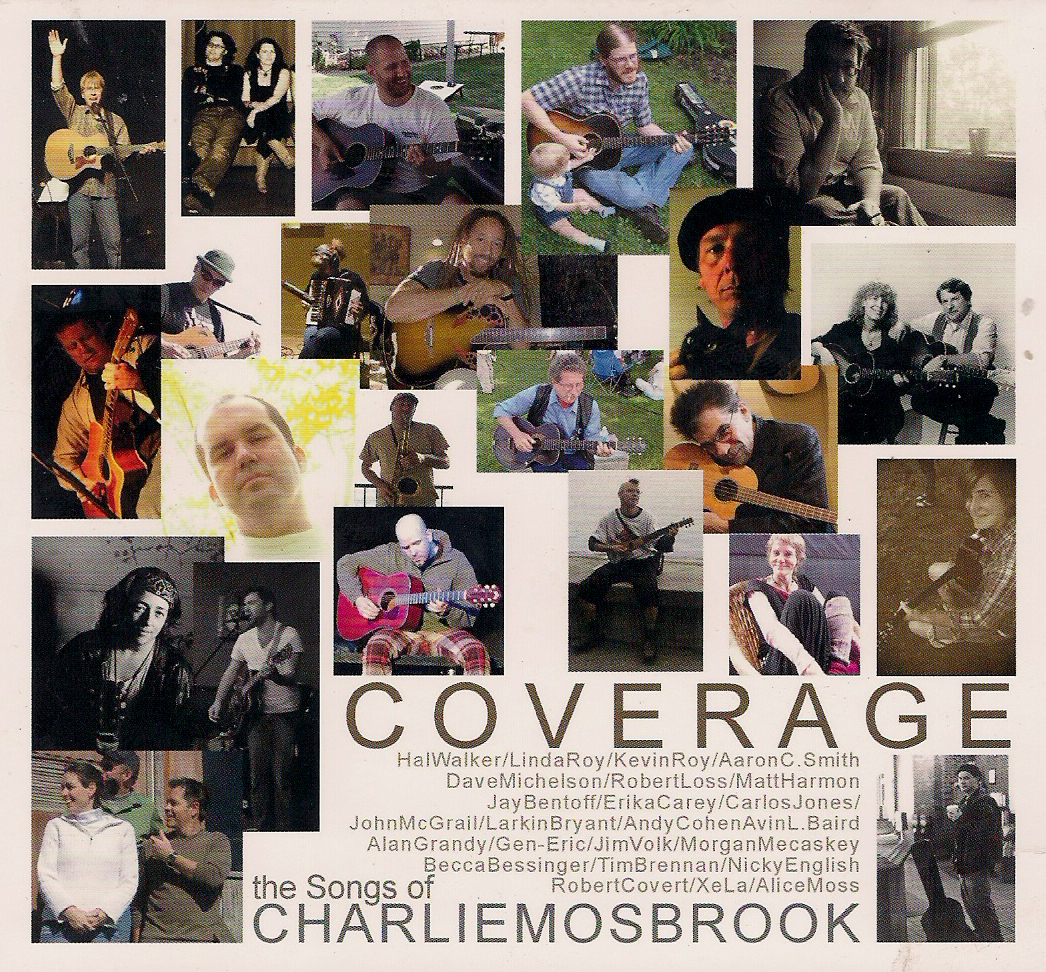 COVERAGE
HalWalker/LindaRoy/KevinRoy/AaronC.Smith
DaveMichelson/RobertLoss/MattHarmon
JayBentoff/ErikaCarey/CarlosJones/
JohnMcGrail/LarkinBryant/AndyCohenAvinL.Baird
AlanGrandy/Gen-Eric/JimVolk/MorganMecaskey
BeccaBessinger/TimBrennan/NickyEnglish
RobertCovert/XeLa/AliceMoss
the Songs of
CHARLIEMOSBROOK